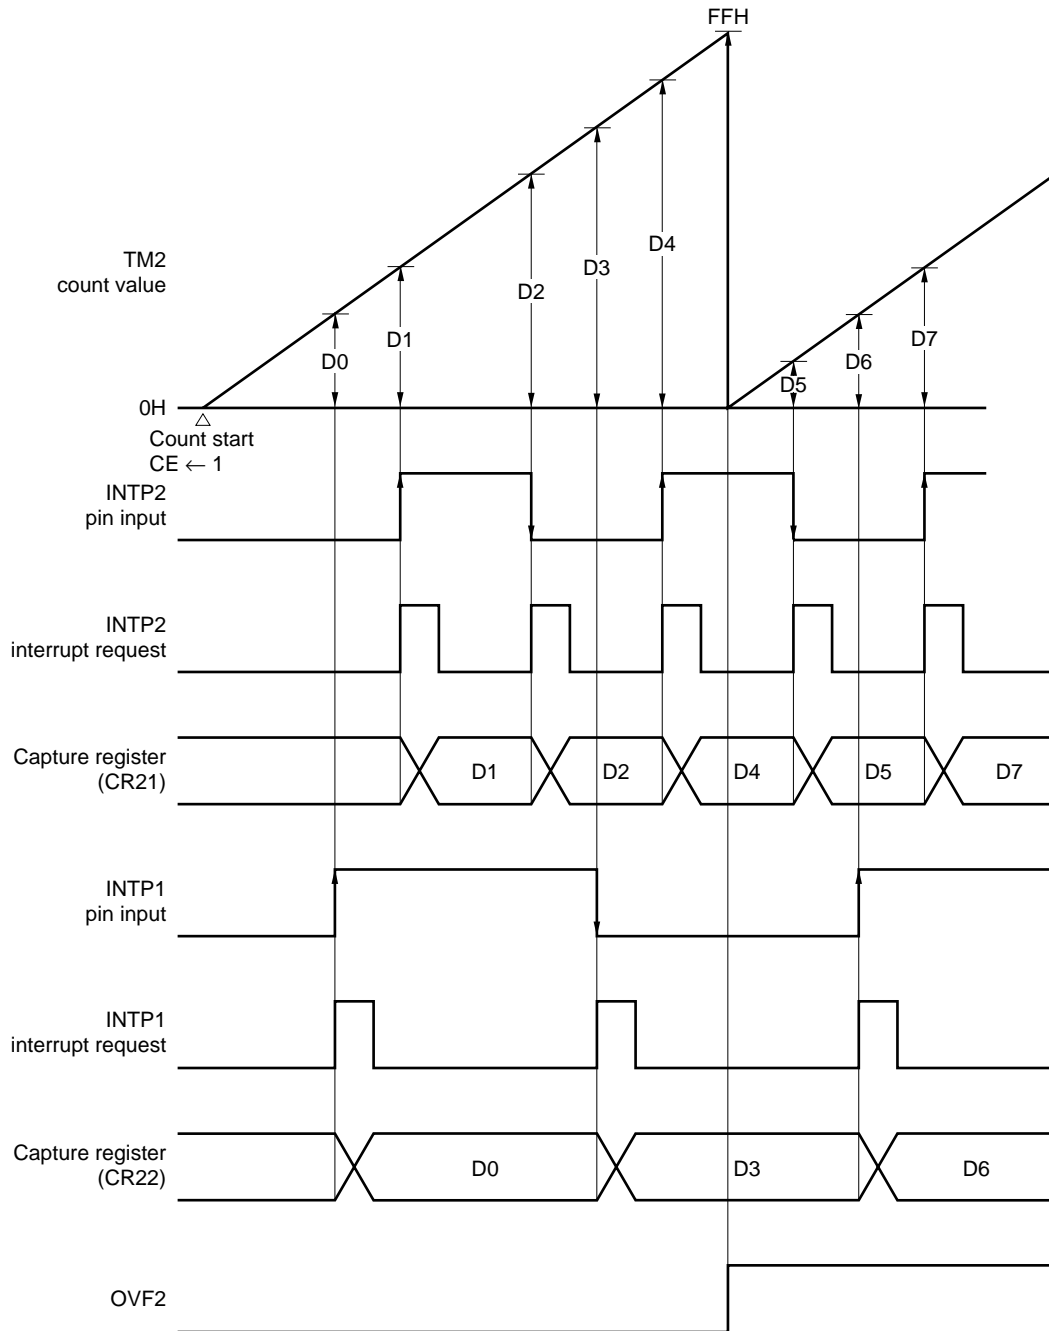 FFH
TM2
count value
D0
D1
D2
D3
D4
D5
D6
D7
0H
Count start
CE ← 1
INTP2
pin input
INTP2
interrupt request
Capture register
(CR21)
D1
D2
D4
D5
D7
INTP1
pin input
INTP1
interrupt request
Capture register
(CR22)
D0
D3
D6
OVF2